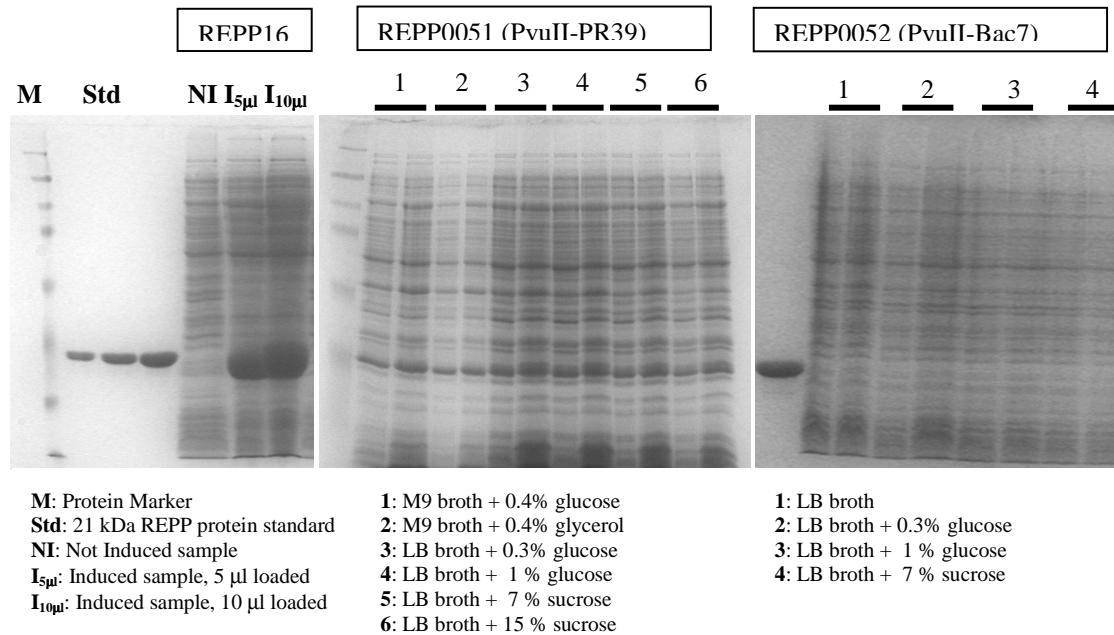 REPP16
REPP0051 (PvuII-PR39)
REPP0052 (PvuII-Bac7)
M Std NI I5μl I10μl
1 2 3 4 5 6
1 2 3 4
M: Protein Marker
Std: 21 kDa REPP protein standard
NI: Not Induced sample
I5μl: Induced sample, 5 μl loaded
I10μl: Induced sample, 10 μl loaded
1: M9 broth + 0.4% glucose
2: M9 broth + 0.4% glycerol
3: LB broth + 0.3% glucose
4: LB broth + 1 % glucose
5: LB broth + 7 % sucrose
6: LB broth + 15 % sucrose
1: LB broth
2: LB broth + 0.3% glucose
3: LB broth + 1 % glucose
4: LB broth + 7 % sucrose